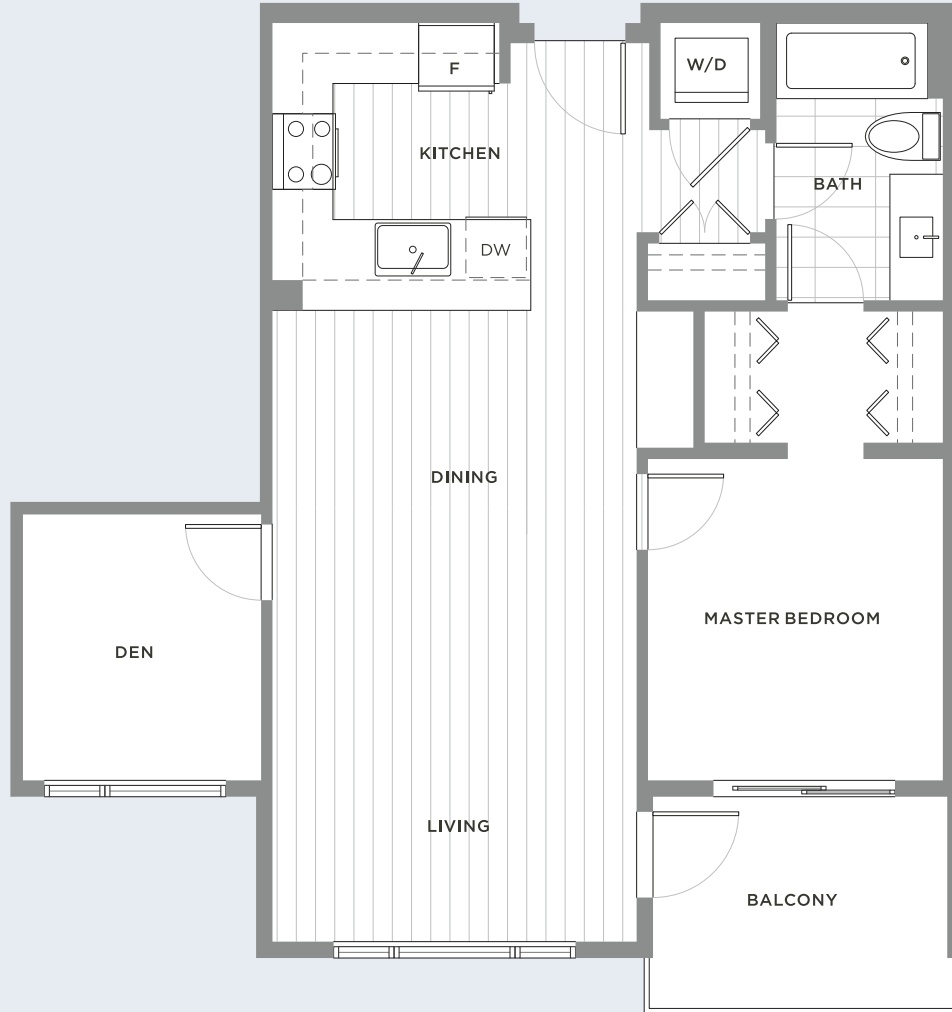 F
W/D
KITCHEN
BATH
DW
DINING
MASTER BEDROOM
DEN
LIVING
BALCONY